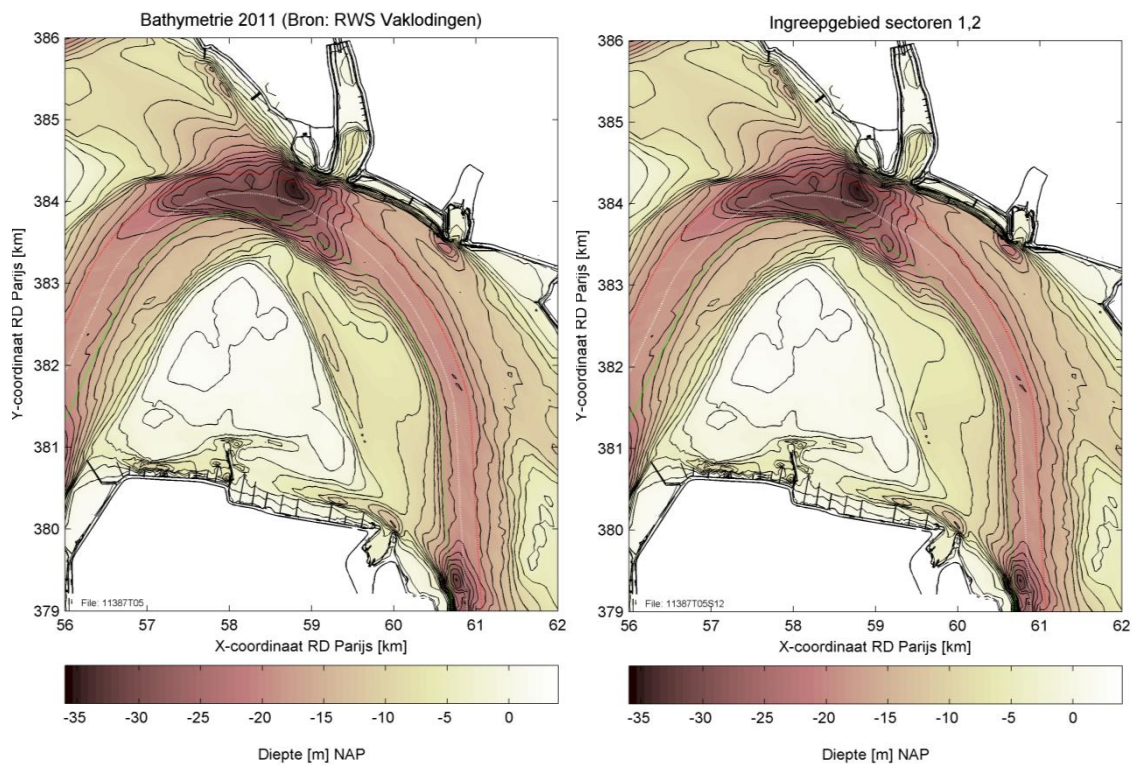 Bathymetrie 2011 (Bron: RWS Vaklodingen)
386
385
384
383
382
381
380
379
Y-coordinaat RD Parijs [km]
File: 11387T05
56 57 58 59 60 61 62
X-coordinaat RD Parijs [km]
-35 -30 -25 -20 -15 -10 -5 0
Diepte [m] NAP
Ingreepgebied sectoren 1,2
386
385
384
383
382
381
380
379
Y-coordinaat RD Parijs [km]
File: 11387T05S12
56 57 58 59 60 61 62
X-coordinaat RD Parijs [km]
-35 -30 -25 -20 -15 -10 -5 0
Diepte [m] NAP